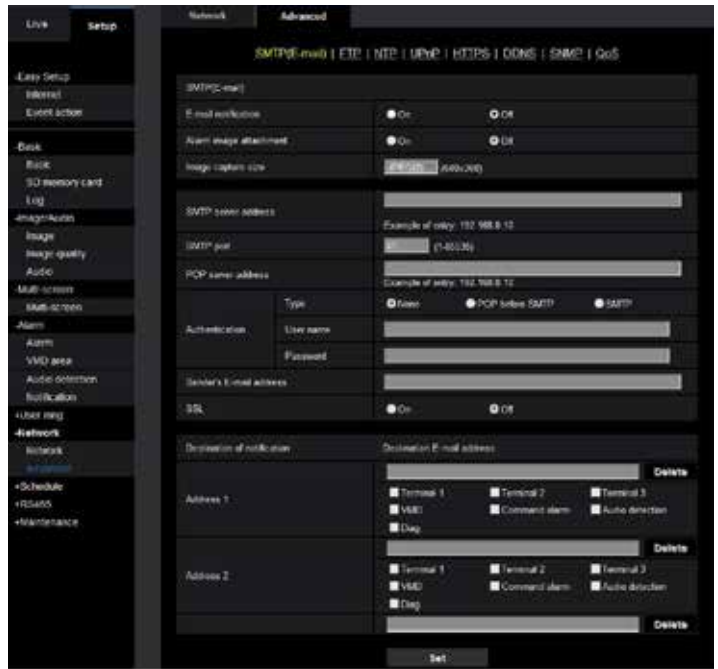 Live
Setup
Network
Advanced
SMTP(E-mail) | FTP | NTP | UPnP | HTTPS | DDNS | SNMP | QoS
-Easy Setup
Internet
Event action
-Basic
Basic
SD memory card
Log
-Image/Audio
Image
Image quality
Audio
-Multi-screen
Multi-screen
-Alarm
Alarm
VMD area
Audio detection
Notification
+User mng.
-Network
Network
Advanced
+Schedule
+RS485
+Maintenance
SMTP(E-mail)
E-mail notification
On
Off
Alarm image attachment
On
Off
Image capture size
(640x360)
SMTP server address
Example of entry: 192.168.0.10
SMTP port
(1-65535)
POP server address
Example of entry: 192.168.0.12
Authentication
Type
None
POP before SMTP
SMTP
User name
Password
Sender's E-mail address
SSL
On
Off
Destination of notification
Destination E-mail address
Address 1
Delete
Terminal 1
Terminal 2
Terminal 3
VMD
Command alarm
Audio detection
Diag.
Address 2
Delete
Terminal 1
Terminal 2
Terminal 3
VMD
Command alarm
Audio detection
Diag.
Delete
Set